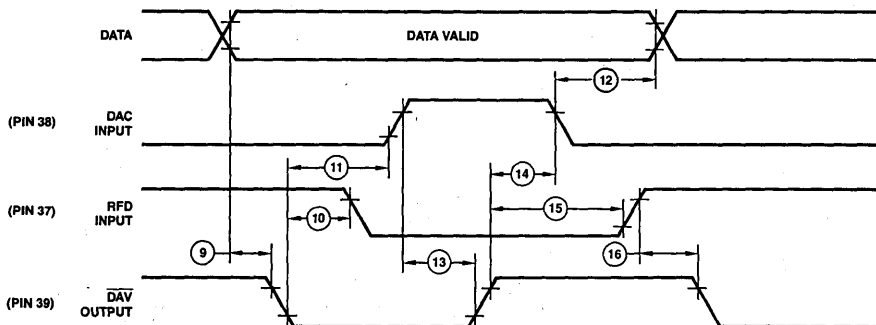 DATA
DATA VALID
12
(PIN 38)
DAC
INPUT
11
14
(PIN 37)
RFD
INPUT
10
15
9
13
16
(PIN 39)
DAV
OUTPUT